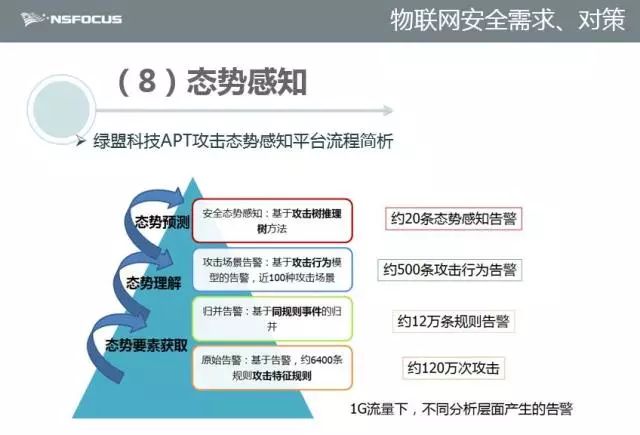 NSFOCUS
物联网安全需求、对策
（8）态势感知
绿盟科技APT攻击态势感知平台流程简析
态势预测
安全态势感知：基于攻击树推理
树方法
约20条态势感知告警
态势理解
攻击场景告警：基于攻击行为模
型的告警，近100种攻击场景
约500条攻击行为告警
归并告警：基于同规则事件的归
并
约12万条规则告警
态势要素获取
原始告警：基于告警，约6400条
规则攻击特征规则
约120万次攻击
1G流量下，不同分析层面产生的告警